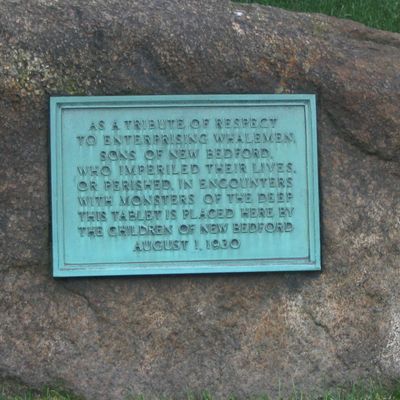 AS A TRIBUTE OF RESPECT
TO ENTERPRISING WHALEMEN,
SONS OF NEW BEDFORD,
WHO IMPERILED THEIR LIVES,
OR PERISHED, IN ENCOUNTERS
WITH MONSTERS OF THE DEEP
THIS TABLET IS PLACED HERE BY
THE CHILDREN OF NEW BEDFORD
AUGUST 1, 1930